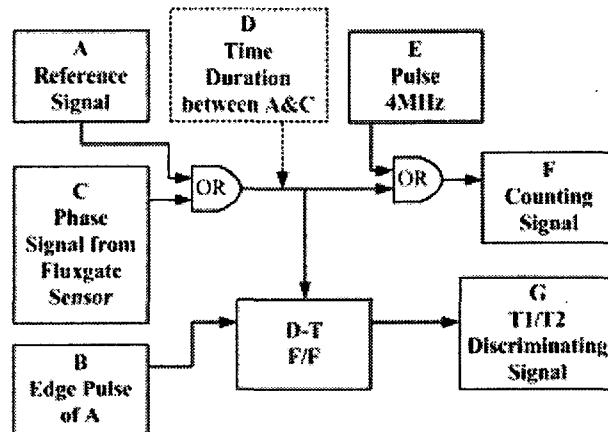 A
Reference
Signal
D
Time
Duration
between A&C
E
Pulse
4MHz
C
Phase
Signal from
Fluxgate
Sensor
OR
OR
F
Counting
Signal
B
Edge Pulse
of A
D-T
F/F
G
T1/T2
Discriminating
Signal